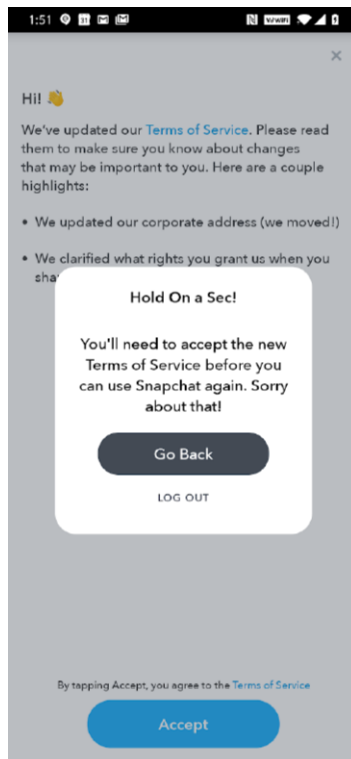 1:51
Hi! 👋
We've updated our Terms of Service. Please read
them to make sure you know about changes
that may be important to you. Here are a couple
highlights:
• We updated our corporate address (we moved!)
• We clarified what rights you grant us when you
sha
Hold On a Sec!
You'll need to accept the new
Terms of Service before you
can use Snapchat again. Sorry
about that!
Go Back
LOG OUT
By tapping Accept, you agree to the Terms of Service
Accept